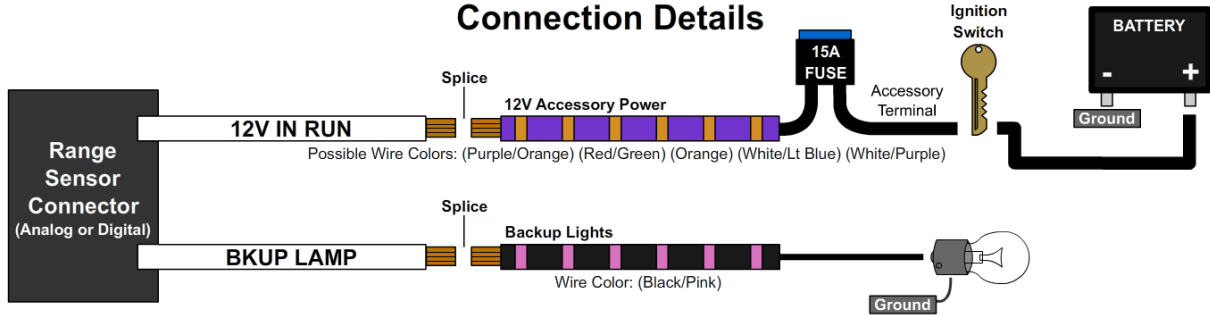 Connection Details
Ignition
Switch
BATTERY
- +
15A
FUSE
Splice
12V Accessory Power
Accessory
Terminal
Ground
12V IN RUN
Possible Wire Colors: (Purple/Orange) (Red/Green) (Orange) (White/Lt Blue) (White/Purple)
Range
Sensor
Connector
(Analog or Digital)
Splice
Backup Lights
BKUP LAMP
Wire Color: (Black/Pink)
Ground